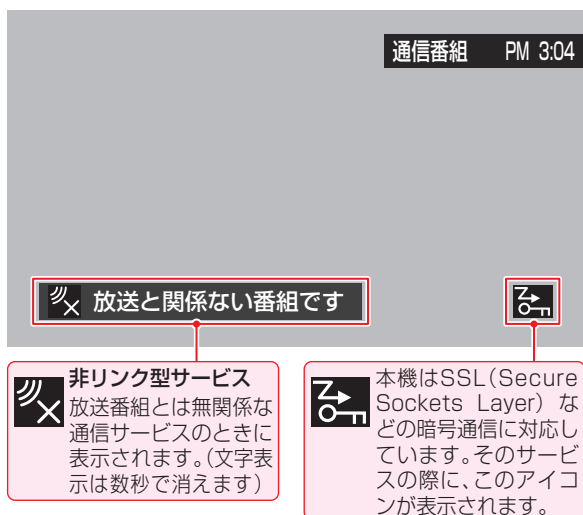 通信番組 PM 3:04
放送と関係ない番組です
非リンク型サービス
放送番組とは無関係な
通信サービスのときに
表示されます。(文字表
示は数秒で消えます)
本機はSSL(Secure
Sockets Layer) な
どの暗号通信に対応し
ています。そのサービ
スの際に、このアイコ
ンが表示されます。